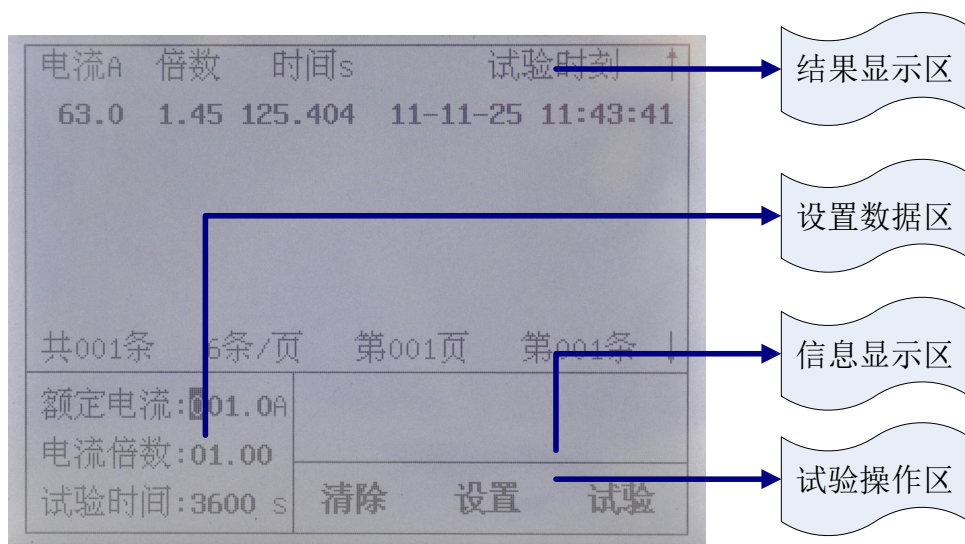 电流A 倍数 时间s 试验时刻 ↑
63.0 1.45 125.404 11-11-25 11:43:41
共001条 6条/页 第001页 第001条 ↓
额定电流:001.0A
电流倍数:01.00
试验时间:3600 s
清除 设置 试验
结果显示区
设置数据区
信息显示区
试验操作区